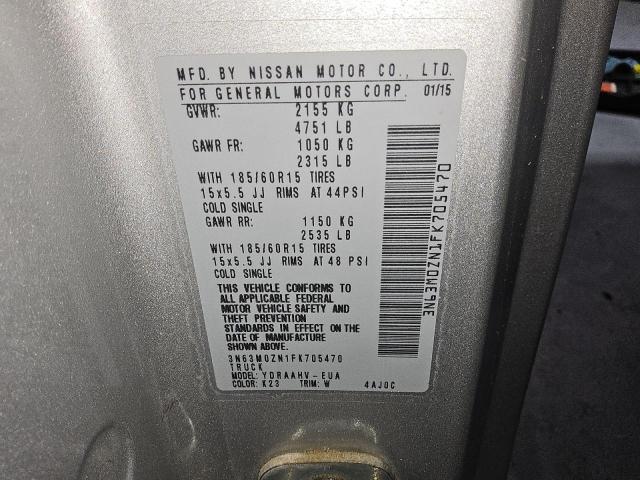 MFD. BY NISSAN MOTOR CO., LTD.
FOR GENERAL MOTORS CORP. 01/15
GVWR: 2155 KG
4751 LB
GAWR FR: 1050 KG
2315 LB
WITH 185/60R15 TIRES
15x5.5 JJ RIMS AT 44PSI
COLD SINGLE
GAWR RR: 1150 KG
2535 LB
WITH 185/60R15 TIRES
15x5.5 JJ RIMS AT 48 PSI
COLD SINGLE
THIS VEHICLE CONFORMS TO
ALL APPLICABLE FEDERAL
MOTOR VEHICLE SAFETY AND
THEFT PREVENTION
STANDARDS IN EFFECT ON THE
DATE OF MANUFACTURE
SHOWN ABOVE.
3N63M0ZN1FK705470
TRUCK
MODEL: YDRAAHV-EUA
COLOR: K23 TRIM: W 4AJ0C
3N63M0ZN1FK705470